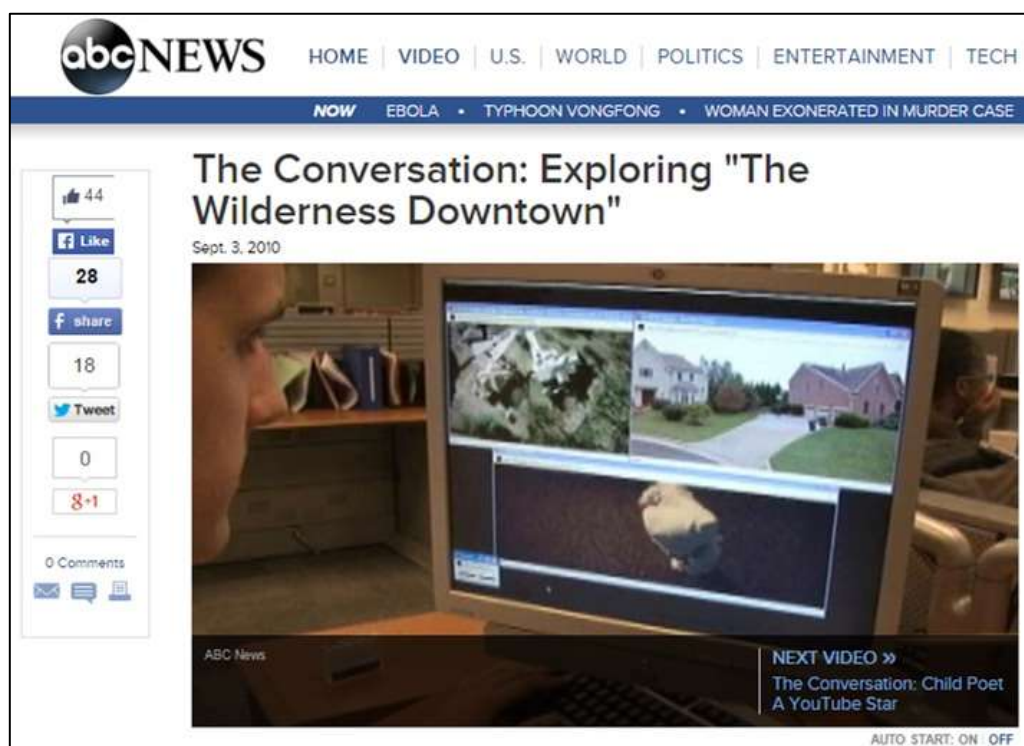 abc NEWS
HOME | VIDEO | U.S. | WORLD | POLITICS | ENTERTAINMENT | TECH
NOW EBOLA • TYPHOON VONGFONG • WOMAN EXONERATED IN MURDER CASE
The Conversation: Exploring "The
Wilderness Downtown"
Sept. 3, 2010
44
Like
28
share
18
Tweet
0
g+1
0 Comments
ABC News
NEXT VIDEO »
The Conversation: Child Poet
A YouTube Star
AUTO START: ON | OFF